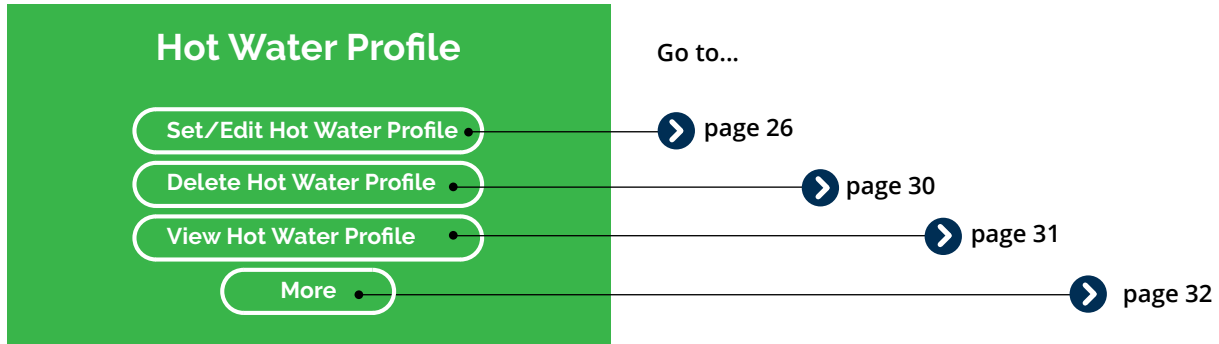 Hot Water Profile
Go to...
Set/Edit Hot Water Profile
page 26
Delete Hot Water Profile
page 30
View Hot Water Profile
page 31
More
page 32